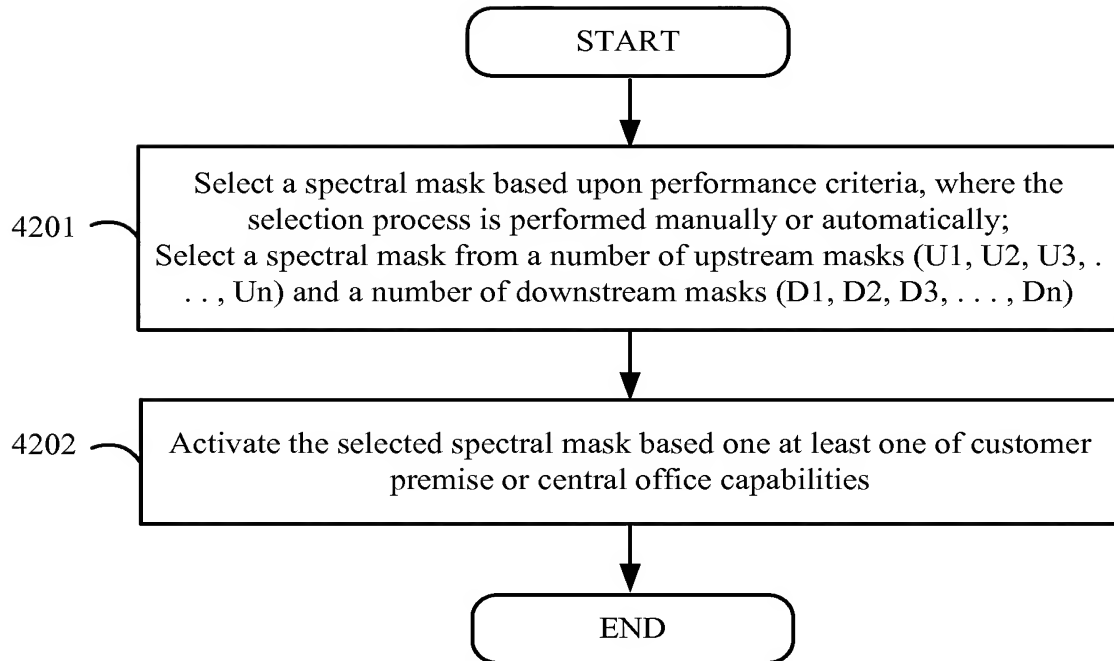 START
Select a spectral mask based upon performance criteria, where the
selection process is performed manually or automatically;
4201
Select a spectral mask from a number of upstream masks (U1, U2, U3, .
. . , Un) and a number of downstream masks (D1, D2, D3, . . . , Dn)
4202
Activate the selected spectral mask based one at least one of customer
premise or central office capabilities
END